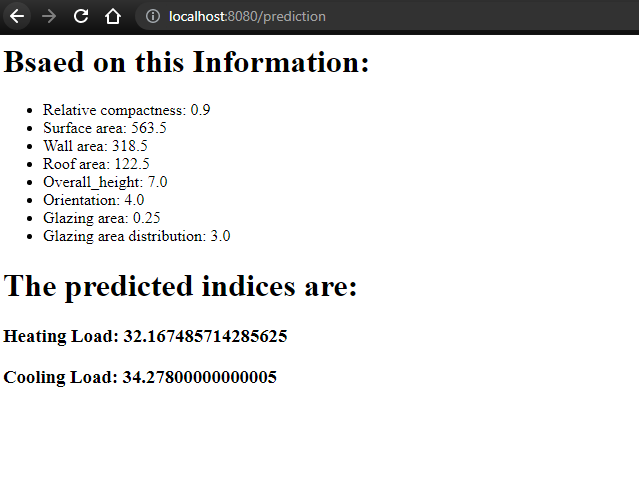 localhost:8080/prediction
Bsaed on this Information:
Relative compactness: 0.9
Surface area: 563.5
Wall area: 318.5
Roof area: 122.5
Overall_height: 7.0
Orientation: 4.0
Glazing area: 0.25
Glazing area distribution: 3.0
The predicted indices are:
Heating Load: 32.167485714285625
Cooling Load: 34.27800000000005